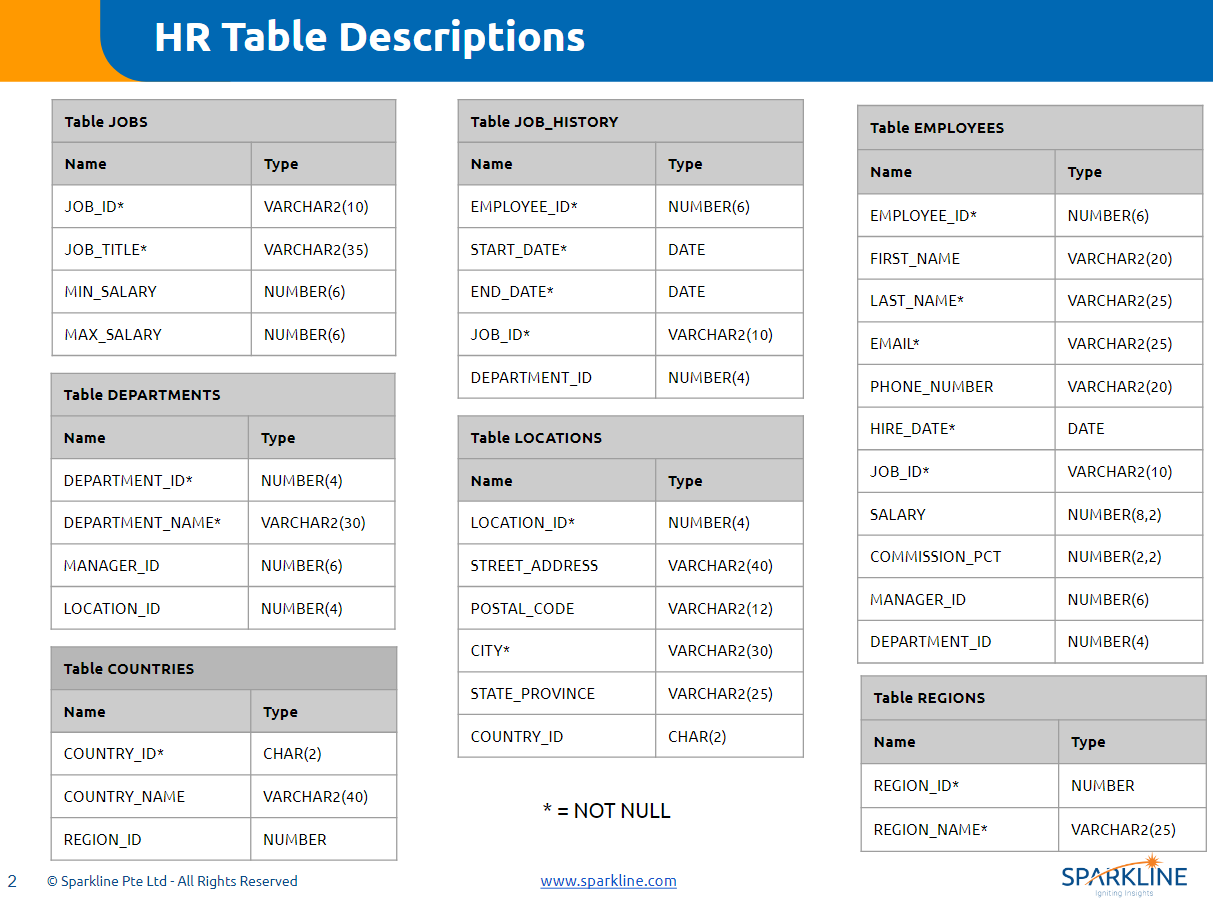 HR Table Descriptions
Table JOBS
Name Type
JOB_ID* VARCHAR2(10)
JOB_TITLE* VARCHAR2(35)
MIN_SALARY NUMBER(6)
MAX_SALARY NUMBER(6)
Table DEPARTMENTS
Name Type
DEPARTMENT_ID* NUMBER(4)
DEPARTMENT_NAME* VARCHAR2(30)
MANAGER_ID NUMBER(6)
LOCATION_ID NUMBER(4)
Table COUNTRIES
Name Type
COUNTRY_ID* CHAR(2)
COUNTRY_NAME VARCHAR2(40)
REGION_ID NUMBER
Table JOB_HISTORY
Name Type
EMPLOYEE_ID* NUMBER(6)
START_DATE* DATE
END_DATE* DATE
JOB_ID* VARCHAR2(10)
DEPARTMENT_ID NUMBER(4)
Table LOCATIONS
Name Type
LOCATION_ID* NUMBER(4)
STREET_ADDRESS VARCHAR2(40)
POSTAL_CODE VARCHAR2(12)
CITY* VARCHAR2(30)
STATE_PROVINCE VARCHAR2(25)
COUNTRY_ID CHAR(2)
* = NOT NULL
Table EMPLOYEES
Name Type
EMPLOYEE_ID* NUMBER(6)
FIRST_NAME VARCHAR2(20)
LAST_NAME* VARCHAR2(25)
EMAIL* VARCHAR2(25)
PHONE_NUMBER VARCHAR2(20)
HIRE_DATE* DATE
JOB_ID* VARCHAR2(10)
SALARY NUMBER(8,2)
COMMISSION_PCT NUMBER(2,2)
MANAGER_ID NUMBER(6)
DEPARTMENT_ID NUMBER(4)
Table REGIONS
Name Type
REGION_ID* NUMBER
REGION_NAME* VARCHAR2(25)
2 © Sparkline Pte Ltd - All Rights Reserved
www.sparkline.com
SPARKLINE
Igniting Insights